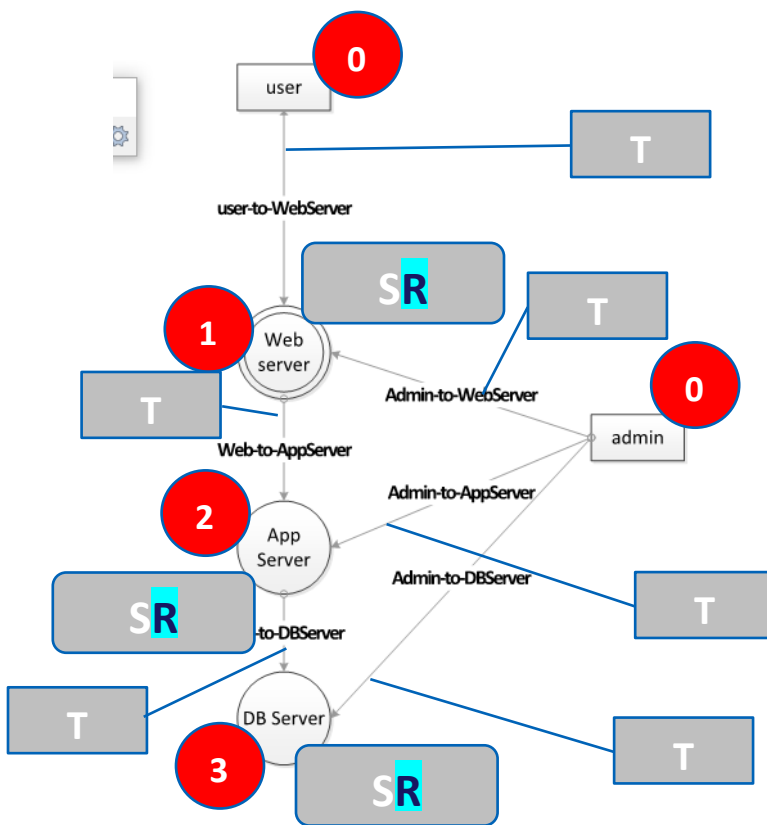 0
user
T
user-to-WebServer
SR
T
1
Web
server
0
T
Admin-to-WebServer
admin
Web-to-AppServer
2
Admin-to-AppServer
App
Server
Admin-to-DBServer
SR
T
-to-DBServer
T
DB Server
3
T
SR